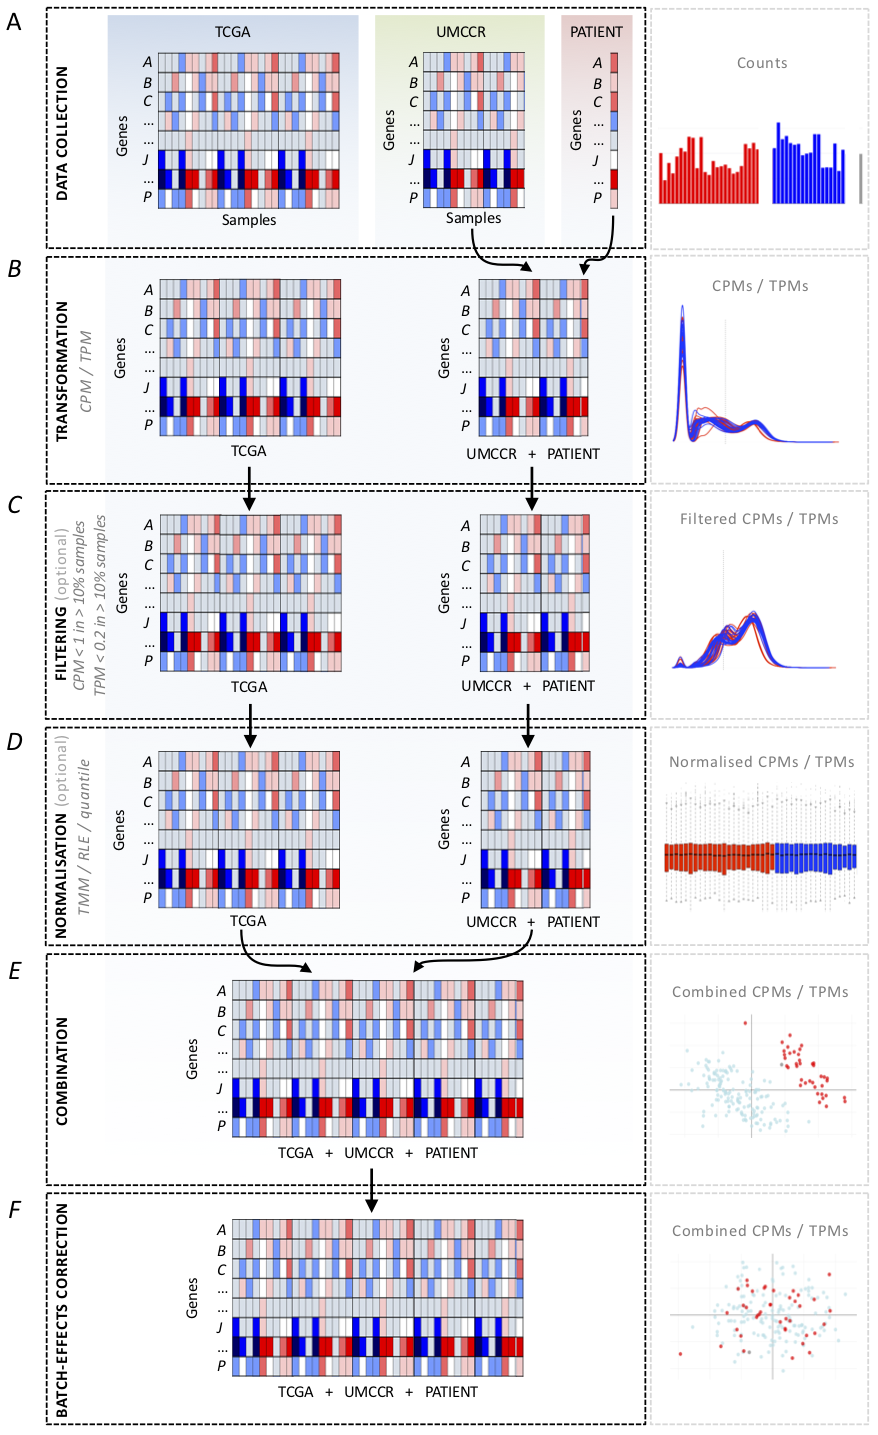 A
DATA COLLECTION
TCGA
UMCCR
PATIENT
Counts
Genes
A
B
C
...
...
J
...
P
Samples
Genes
A
B
C
...
...
J
...
P
Samples
Genes
A
B
C
...
...
J
...
P
B
TRANSFORMATION
CPM / TPM
CPMs / TPMs
Genes
A
B
C
...
...
J
...
P
TCGA
Genes
A
B
C
...
...
J
...
P
UMCCR + PATIENT
C
FILTERING (optional)
CPM < 1 in > 10% samples
TPM < 0.2 in > 10% samples
Filtered CPMs / TPMs
Genes
A
B
C
...
...
J
...
P
TCGA
Genes
A
B
C
...
...
J
...
P
UMCCR + PATIENT
D
NORMALISATION (optional)
TMM / RLE / quantile
Normalised CPMs / TPMs
Genes
A
B
C
...
...
J
...
P
TCGA
Genes
A
B
C
...
...
J
...
P
UMCCR + PATIENT
E
COMBINATION
Combined CPMs / TPMs
Genes
A
B
C
...
...
J
...
P
TCGA + UMCCR + PATIENT
F
BATCH-EFFECTS CORRECTION
Combined CPMs / TPMs
Genes
A
B
C
...
...
J
...
P
TCGA + UMCCR + PATIENT